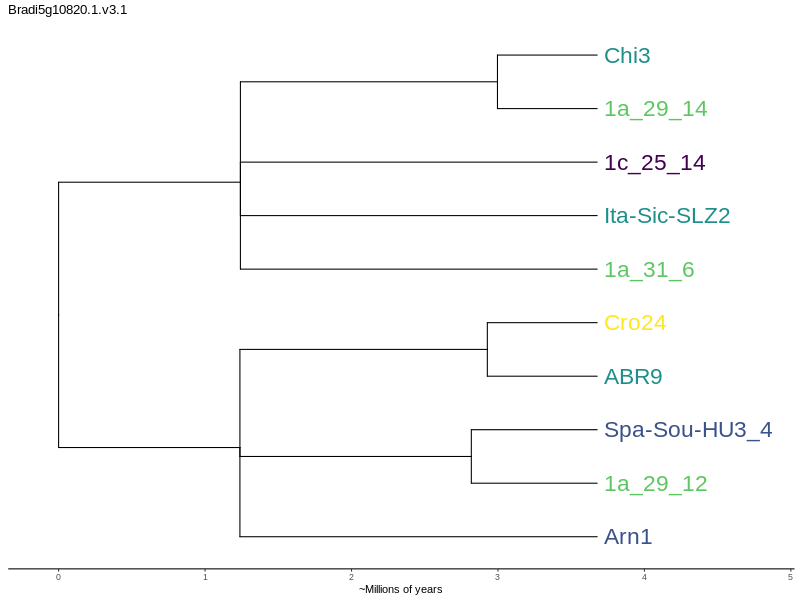 Bradi5g10820.1.v3.1
Chi3
1a_29_14
1c_25_14
Ita-Sic-SLZ2
1a_31_6
Cro24
ABR9
Spa-Sou-HU3_4
1a_29_12
Arn1
0 1 2 3 4 5
~Millions of years